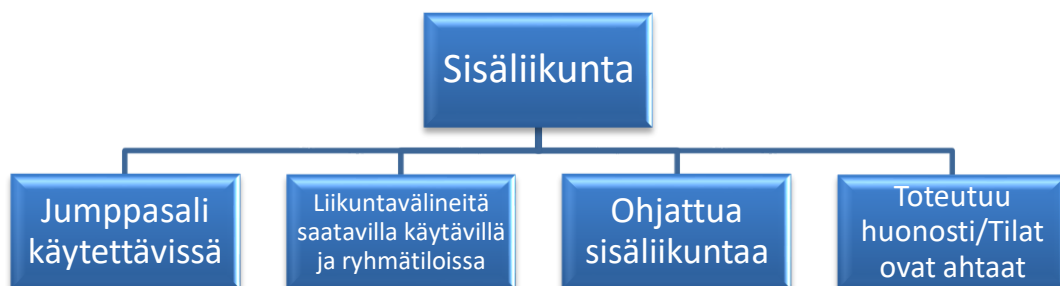 Sisäliikunta
Jumppasali
käytettävissä
Liikuntavälineitä
saatavilla käytävillä
ja ryhmätiloissa
Ohjattua
sisäliikuntaa
Toteutuu
huonosti/Tilat
ovat ahtaat